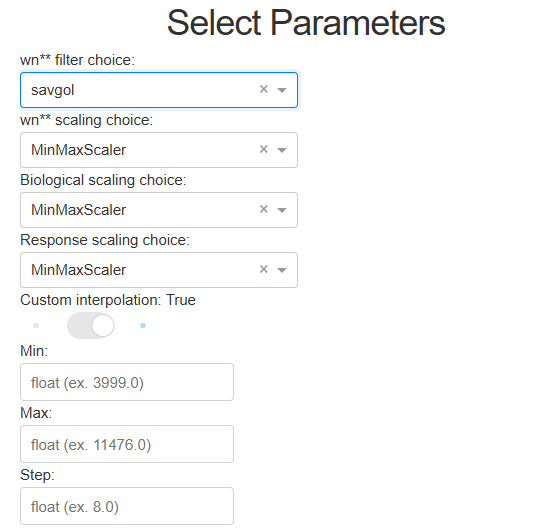 Select Parameters
wn** filter choice:
savgol
wn** scaling choice:
MinMaxScaler
Biological scaling choice:
MinMaxScaler
Response scaling choice:
MinMaxScaler
Custom interpolation: True
Min:
float (ex. 3999.0)
Max:
float (ex. 11476.0)
Step:
float (ex. 8.0)